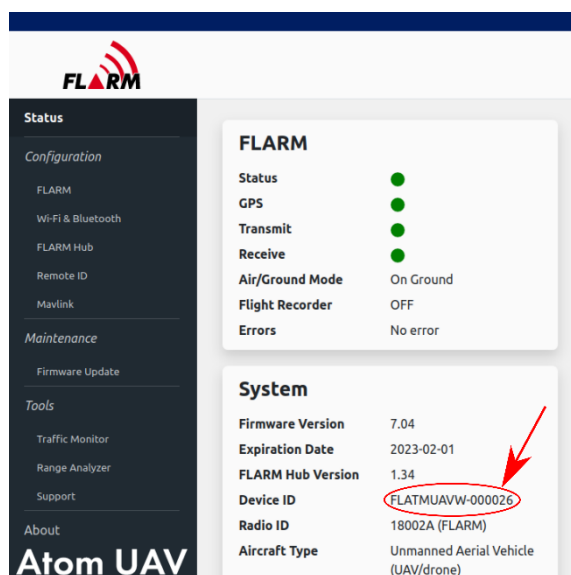 FLARM
Status
Configuration
FLARM
Wi-Fi & Bluetooth
FLARM Hub
Remote ID
Mavlink
Maintenance
Firmware Update
Tools
Traffic Monitor
Range Analyzer
Support
About
Atom UAV
FLARM
Status
GPS
Transmit
Receive
Air/Ground Mode On Ground
Flight Recorder OFF
Errors No error
System
Firmware Version 7.04
Expiration Date 2023-02-01
FLARM Hub Version 1.34
Device ID FLATMUAVW-000026
Radio ID 18002A (FLARM)
Aircraft Type Unmanned Aerial Vehicle
(UAV/drone)